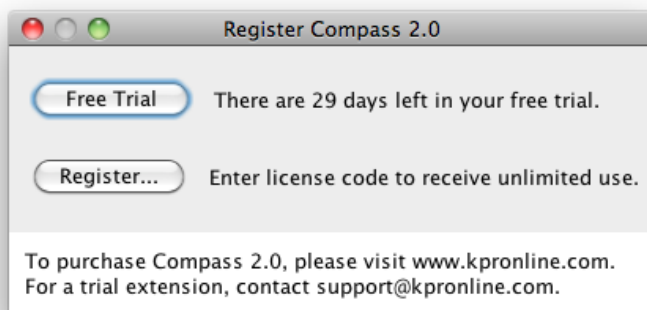 Register Compass 2.0
Free Trial There are 29 days left in your free trial.
Register... Enter license code to receive unlimited use.
To purchase Compass 2.0, please visit www.kpronline.com.
For a trial extension, contact support@kpronline.com.